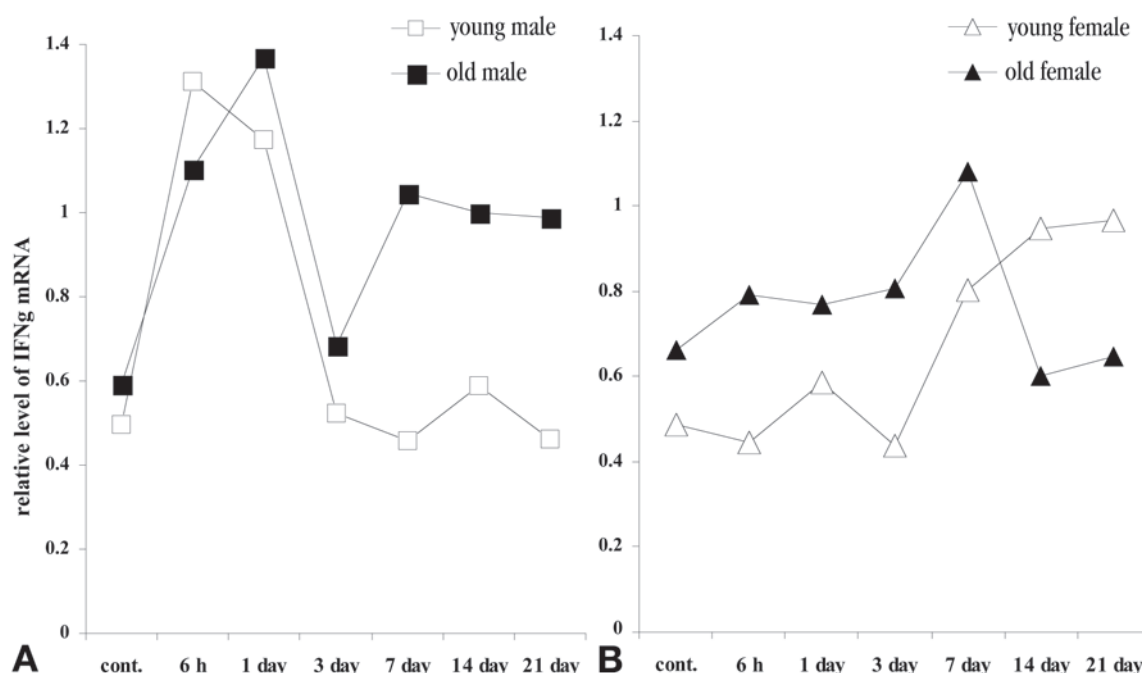 young male
old male
relative level of IFNg mRNA
1.4
1.2
1
0.8
0.6
0.4
0.2
0
cont. 6 h 1 day 3 day 7 day 14 day 21 day
A
young female
old female
1.4
1.2
1
0.8
0.6
0.4
0.2
0
cont. 6 h 1 day 3 day 7 day 14 day 21 day
B